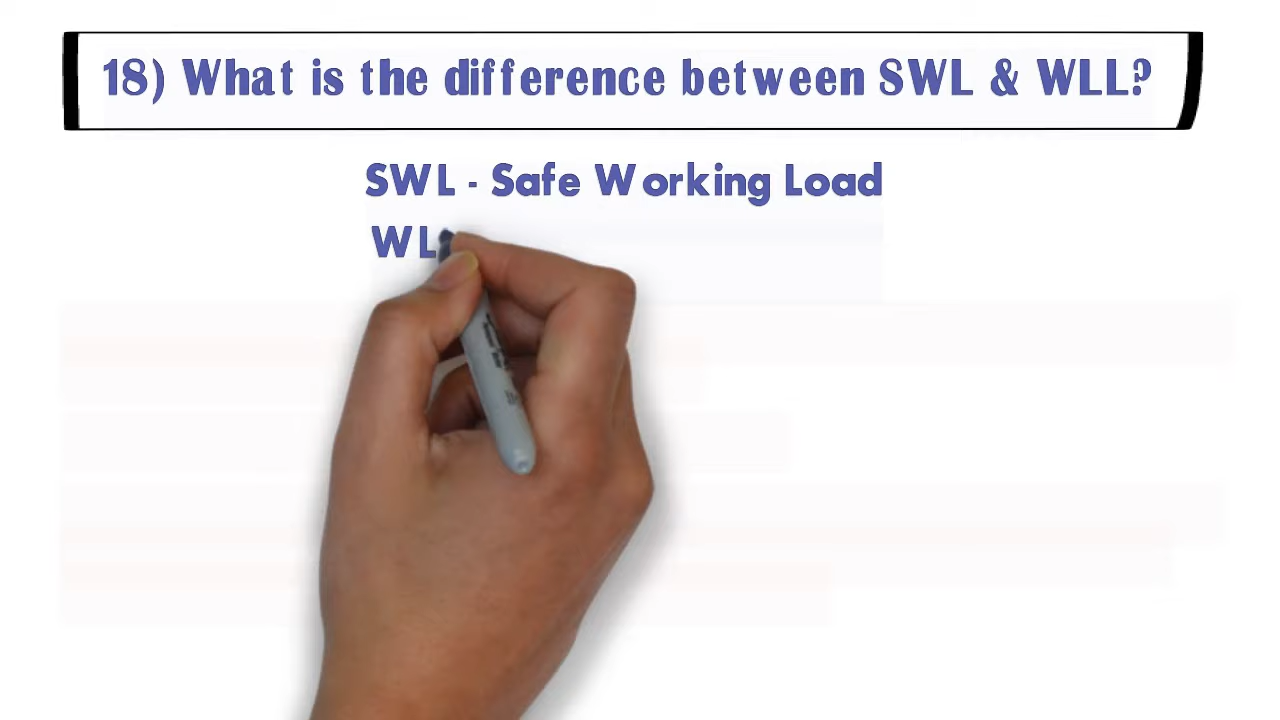 18) What is the difference between SWL & WLL?
SWL - Safe Working Load
WL